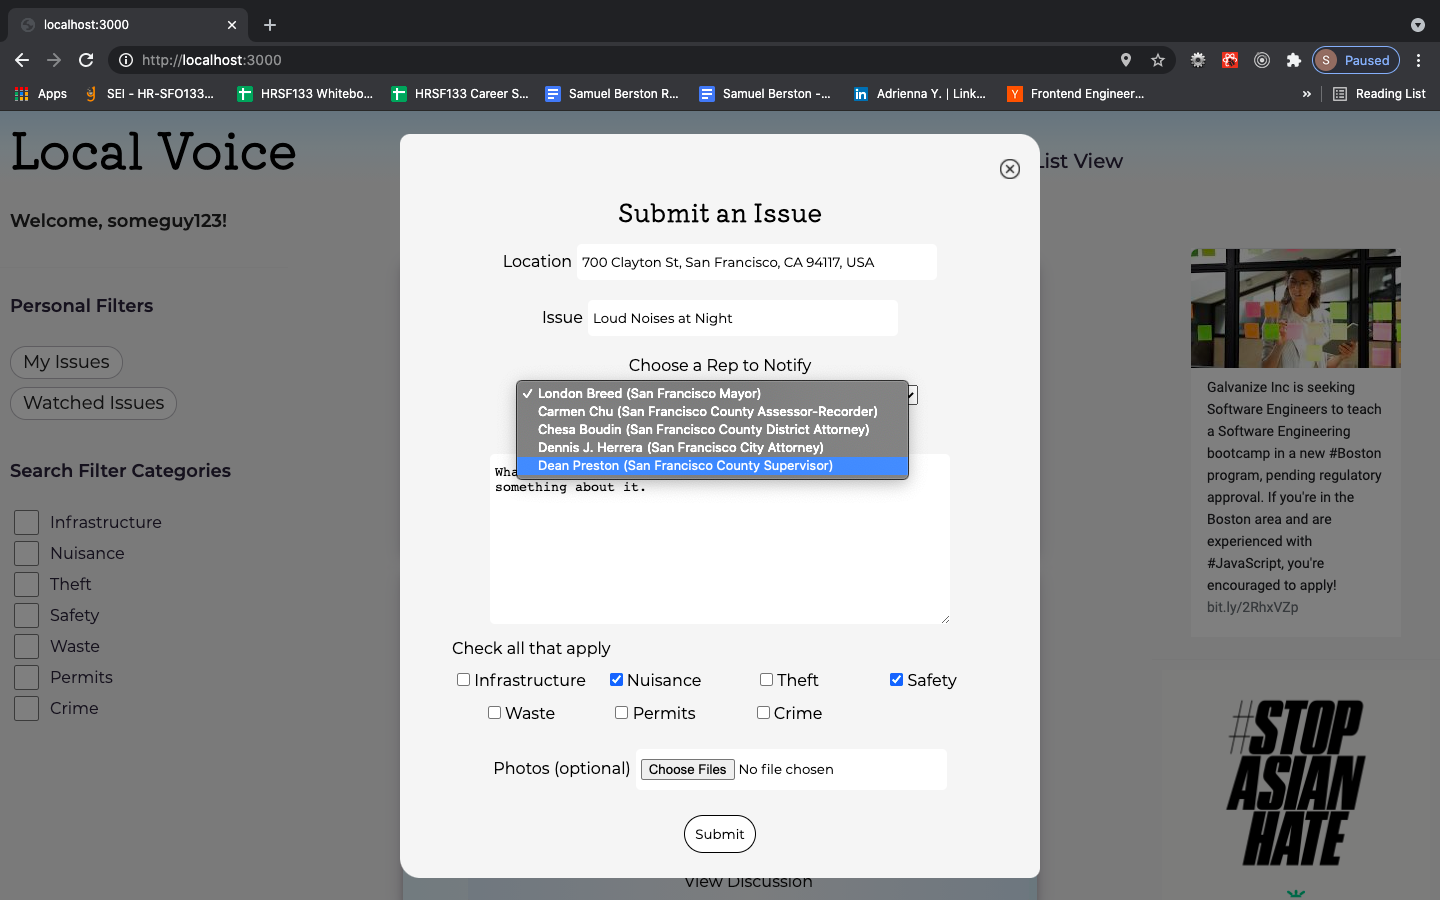 localhost:3000
http://localhost:3000
S Paused
Apps
SEI - HR-SFO133...
HRSF133 Whitebo...
HRSF133 Career S...
Samuel Berston R...
Samuel Berston -...
in Adrienna Y. | Link...
Y Frontend Engineer...
» Reading List
Local Voice
List View
Welcome, someguy123!
Personal Filters
My Issues
Watched Issues
Search Filter Categories
Infrastructure
Nuisance
Theft
Safety
Waste
Permits
Crime
Submit an Issue
Location 700 Clayton St, San Francisco, CA 94117, USA
Issue Loud Noises at Night
Choose a Rep to Notify
✓ London Breed (San Francisco Mayor)
Carmen Chu (San Francisco County Assessor-Recorder)
Chesa Boudin (San Francisco County District Attorney)
Dennis J. Herrera (San Francisco City Attorney)
Dean Preston (San Francisco County Supervisor)
something about it.
Check all that apply
Infrastructure Nuisance Theft Safety
Waste Permits Crime
Photos (optional) Choose Files No file chosen
Submit
View Discussion
Galvanize Inc is seeking
Software Engineers to teach
a Software Engineering
bootcamp in a new #Boston
program, pending regulatory
approval. If you're in the
Boston area and are
experienced with
#JavaScript, you're
encouraged to apply!
bit.ly/2RhxVZp
#STOP
ASIAN
HATE